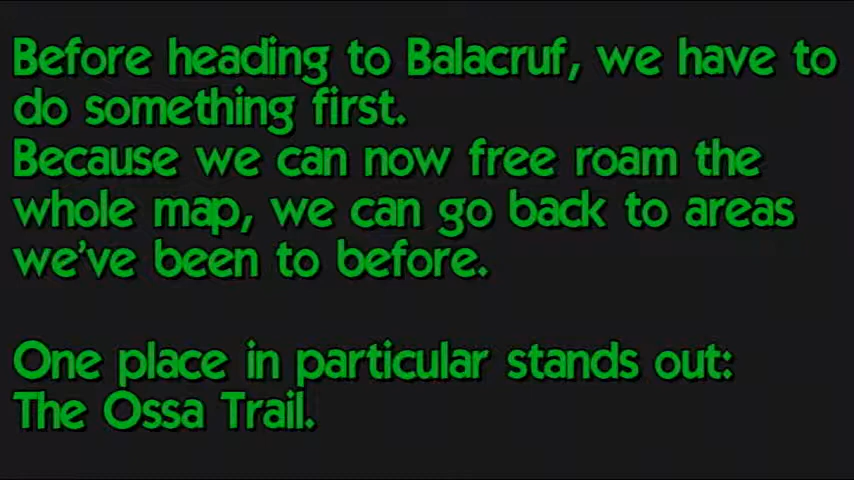 Before heading to Balacruf, we have to
do something first.
Because we can now free roam the
whole map, we can go back to areas
we've been to before.
One place in particular stands out:
The Ossa Trail.